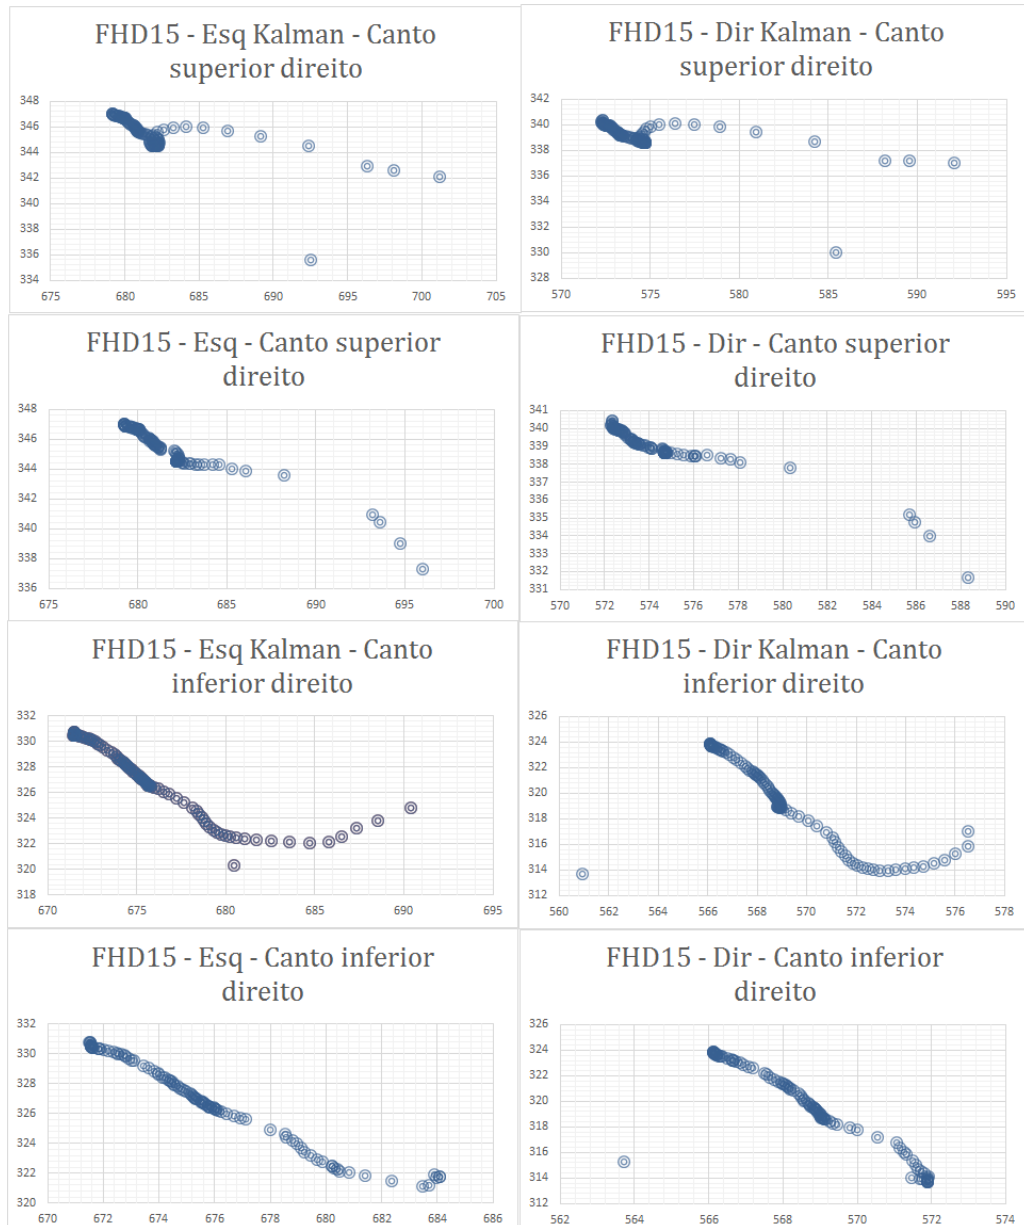 FHD15 - Esq Kalman - Canto
superior direito
348
346
344
342
340
338
336
334
675 680 685 690 695 700 705
FHD15 - Dir Kalman - Canto
superior direito
342
340
338
336
334
332
330
328
570 575 580 585 590 595
FHD15 - Esq - Canto superior
direito
348
346
344
342
340
338
336
675 680 685 690 695 700
FHD15 - Dir - Canto superior
direito
341
340
339
338
337
336
335
334
333
332
331
570 572 574 576 578 580 582 584 586 588 590
FHD15 - Esq Kalman - Canto
inferior direito
332
330
328
326
324
322
320
318
670 675 680 685 690 695
FHD15 - Dir Kalman - Canto
inferior direito
326
324
322
320
318
316
314
312
560 562 564 566 568 570 572 574 576 578
FHD15 - Esq - Canto inferior
direito
332
330
328
326
324
322
320
670 672 674 676 678 680 682 684 686
FHD15 - Dir - Canto inferior
direito
326
324
322
320
318
316
314
312
562 564 566 568 570 572 574